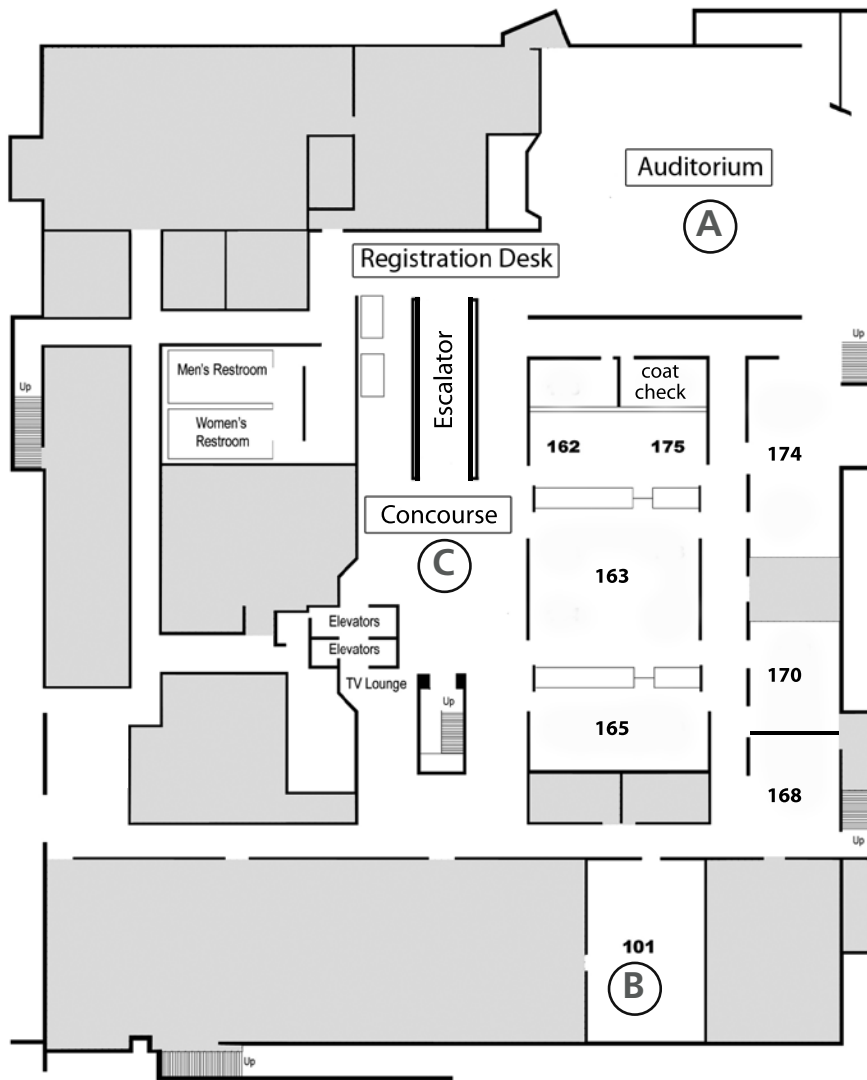 Auditorium
A
Registration Desk
Up
Escalator
coat
check
Men's Restroom
Up
Women's
Restroom
162
175
174
Concourse
C
163
Elevators
Elevators
TV Lounge
170
Up
165
168
Up
101
B
Up